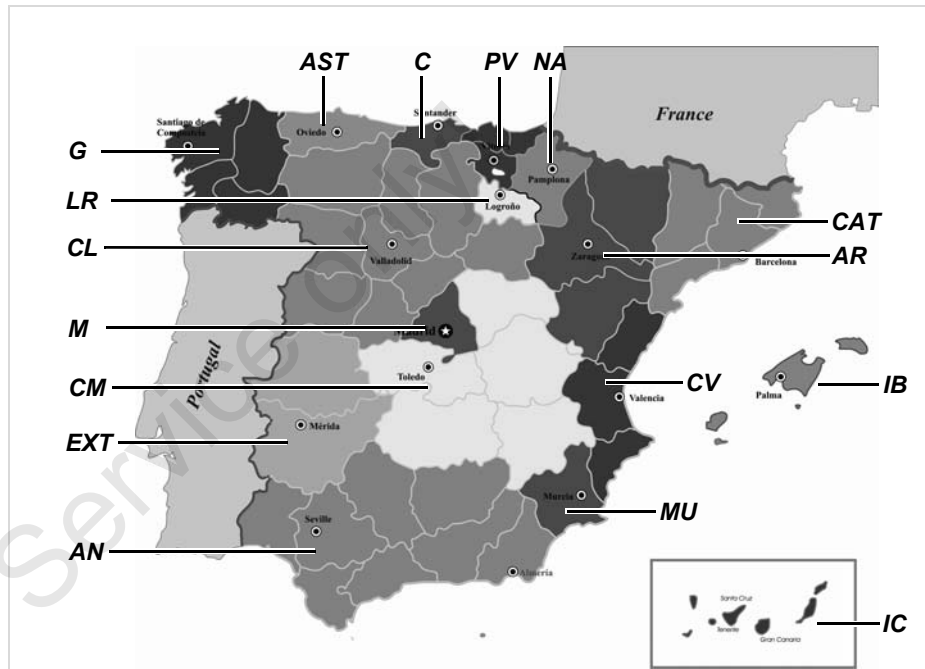 AST
C
PV
NA
Santander
France
Santiago de
Oviedo
G
Pamplona
LR
Logroño
CAT
CL
Valladolid
AR
Barcelona
M
Madrid
Portugal
Toledo
CM
CV
IB
Palma
Valencia
EXT
Mérida
Murcia
MU
Seville
AN
Almería
Santa Cruz
Tenerife
Gran Canaria
IC
Service only